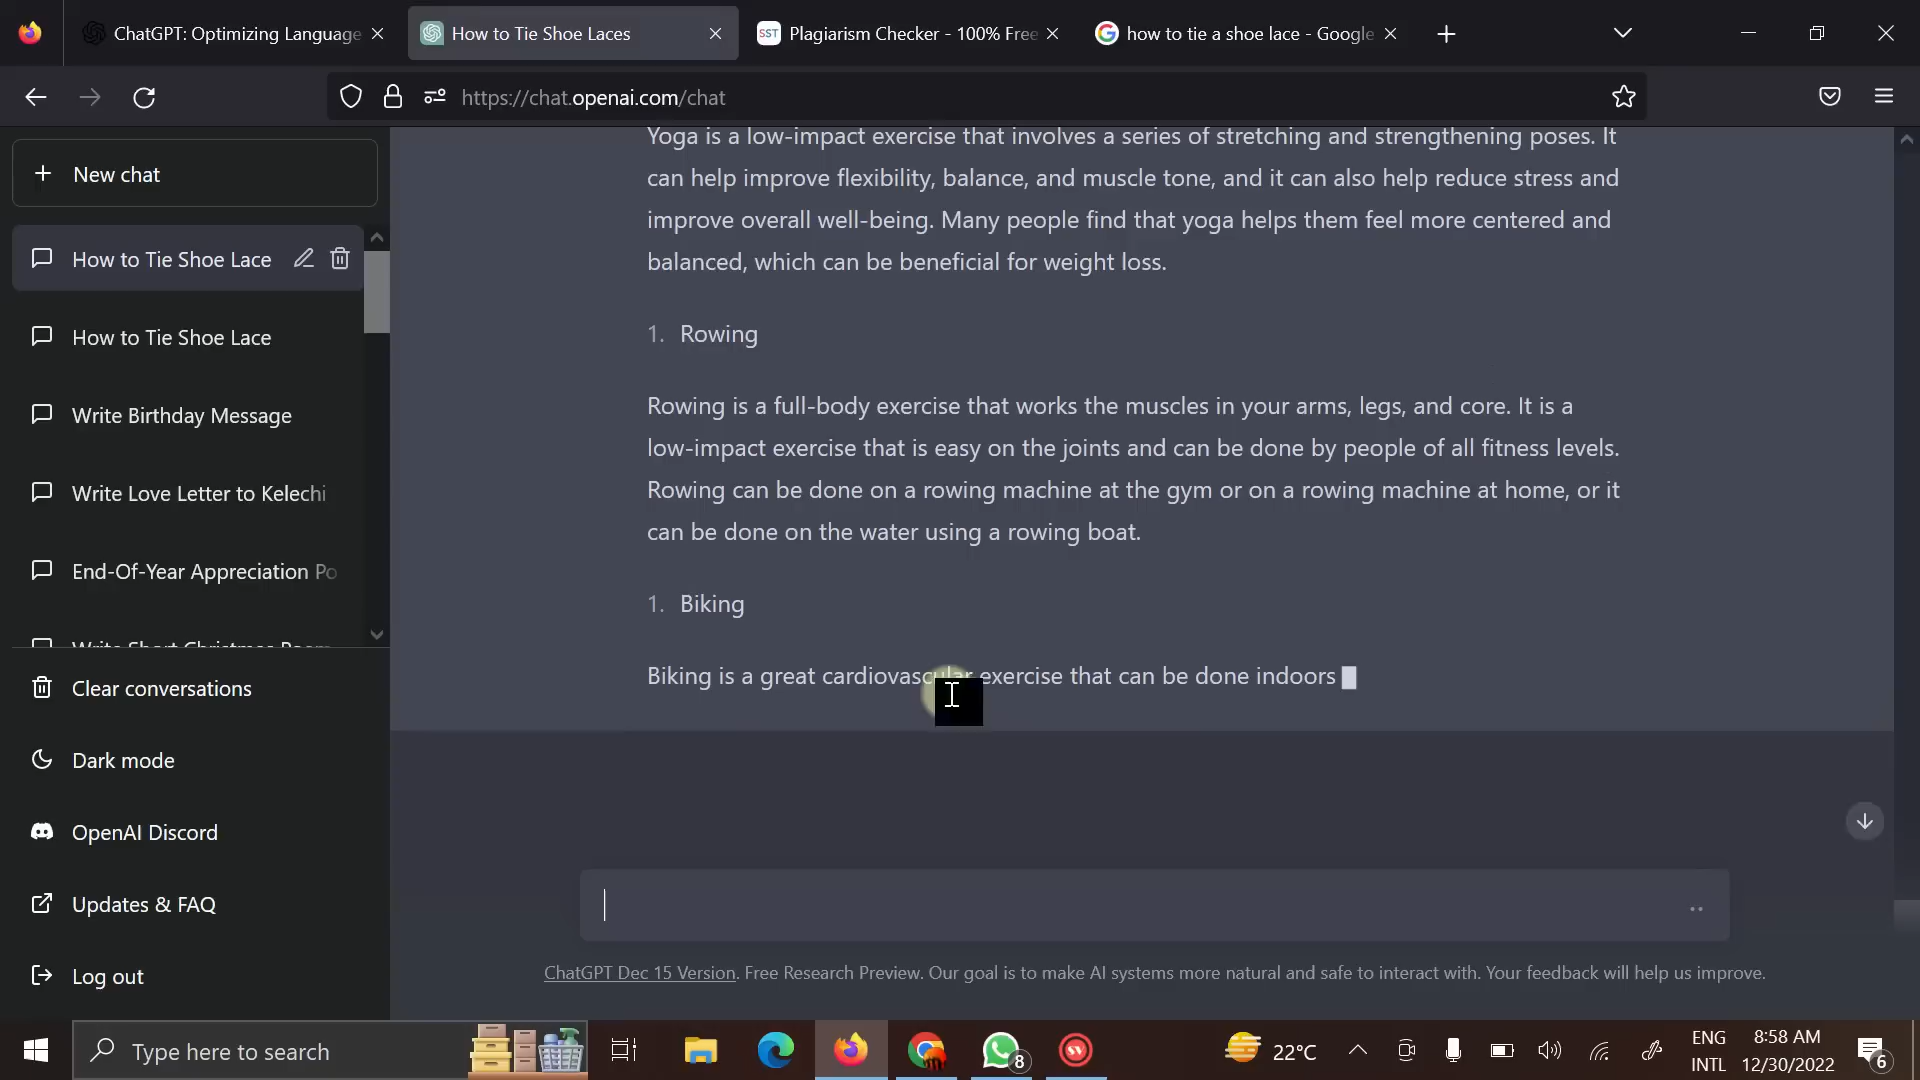 ChatGPT: Optimizing Language
How to Tie Shoe Laces
SST
Plagiarism Checker - 100% Free
how to tie a shoe lace - Google
https://chat.openai.com/chat
New chat
How to Tie Shoe Lace
How to Tie Shoe Lace
Write Birthday Message
Write Love Letter to Kelechi
End-Of-Year Appreciation Po
Write Short Christmas Poem
Clear conversations
Dark mode
OpenAI Discord
Updates & FAQ
Log out
Yoga is a low-impact exercise that involves a series of stretching and strengthening poses. It
can help improve flexibility, balance, and muscle tone, and it can also help reduce stress and
improve overall well-being. Many people find that yoga helps them feel more centered and
balanced, which can be beneficial for weight loss.
1. Rowing
Rowing is a full-body exercise that works the muscles in your arms, legs, and core. It is a
low-impact exercise that is easy on the joints and can be done by people of all fitness levels.
Rowing can be done on a rowing machine at the gym or on a rowing machine at home, or it
can be done on the water using a rowing boat.
1. Biking
Biking is a great cardiovascular exercise that can be done indoors
ChatGPT Dec 15 Version. Free Research Preview. Our goal is to make AI systems more natural and safe to interact with. Your feedback will help us improve.
Type here to search
8
22°C
ENG
INTL
8:58 AM
12/30/2022
6